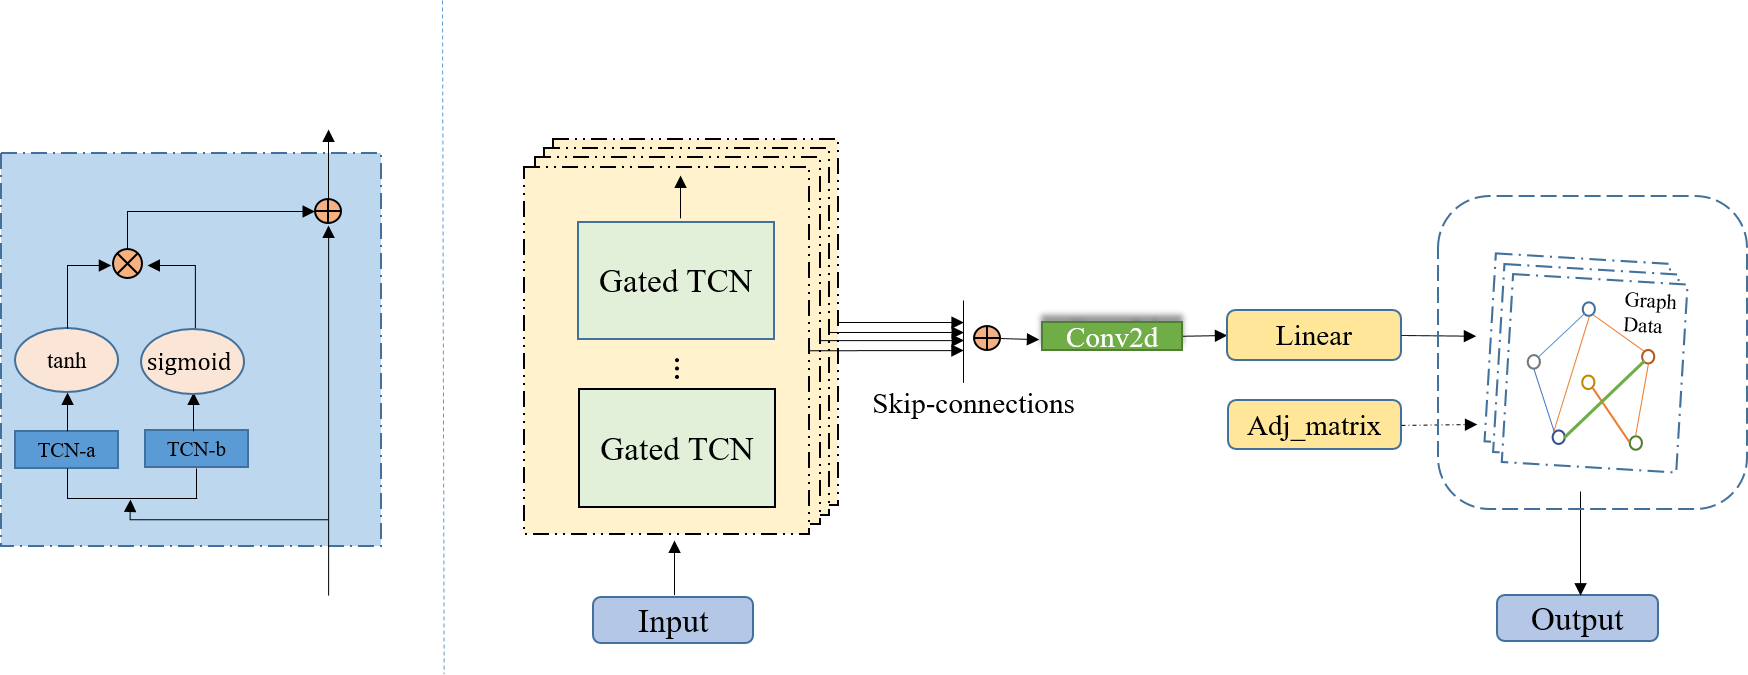 tanh
sigmoid
TCN-a
TCN-b
Gated TCN
Gated TCN
Input
Skip-connections
Conv2d
Linear
Adj_matrix
Graph
Data
Output